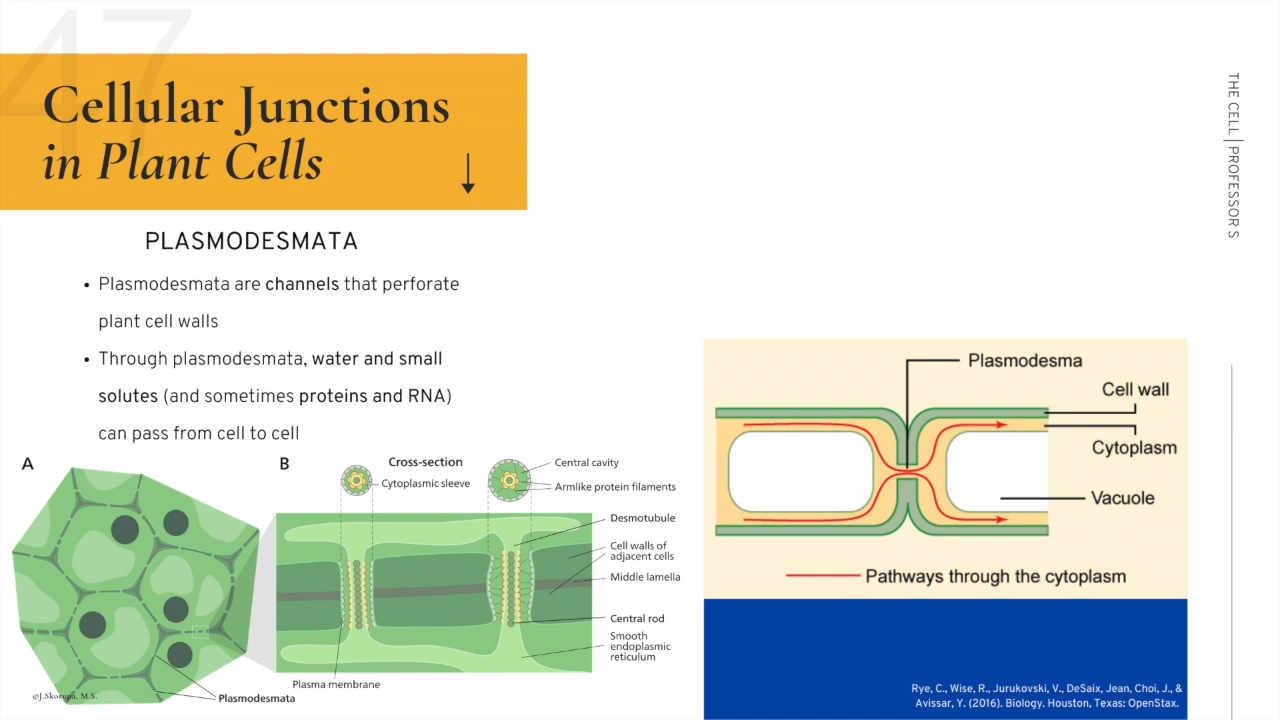 47
Cellular Junctions
in Plant Cells
THE CELL | PROFESSOR S
PLASMODESMATA
• Plasmodesmata are channels that perforate
plant cell walls
• Through plasmodesmata, water and small
solutes (and sometimes proteins and RNA)
can pass from cell to cell
A
B
Cross-section
Cytoplasmic sleeve
Central cavity
Armlike protein filaments
Desmotubule
Cell walls of
adjacent cells
Middle lamella
Central rod
Smooth
endoplasmic
reticulum
Plasma membrane
Plasmodesmata
@J.Skorupa, M.S.
Plasmodesma
Cell wall
Cytoplasm
Vacuole
Pathways through the cytoplasm
Rye, C., Wise, R., Jurukovski, V., DeSaix, Jean, Choi, J., &
Avissar, Y. (2016). Biology. Houston, Texas: OpenStax.